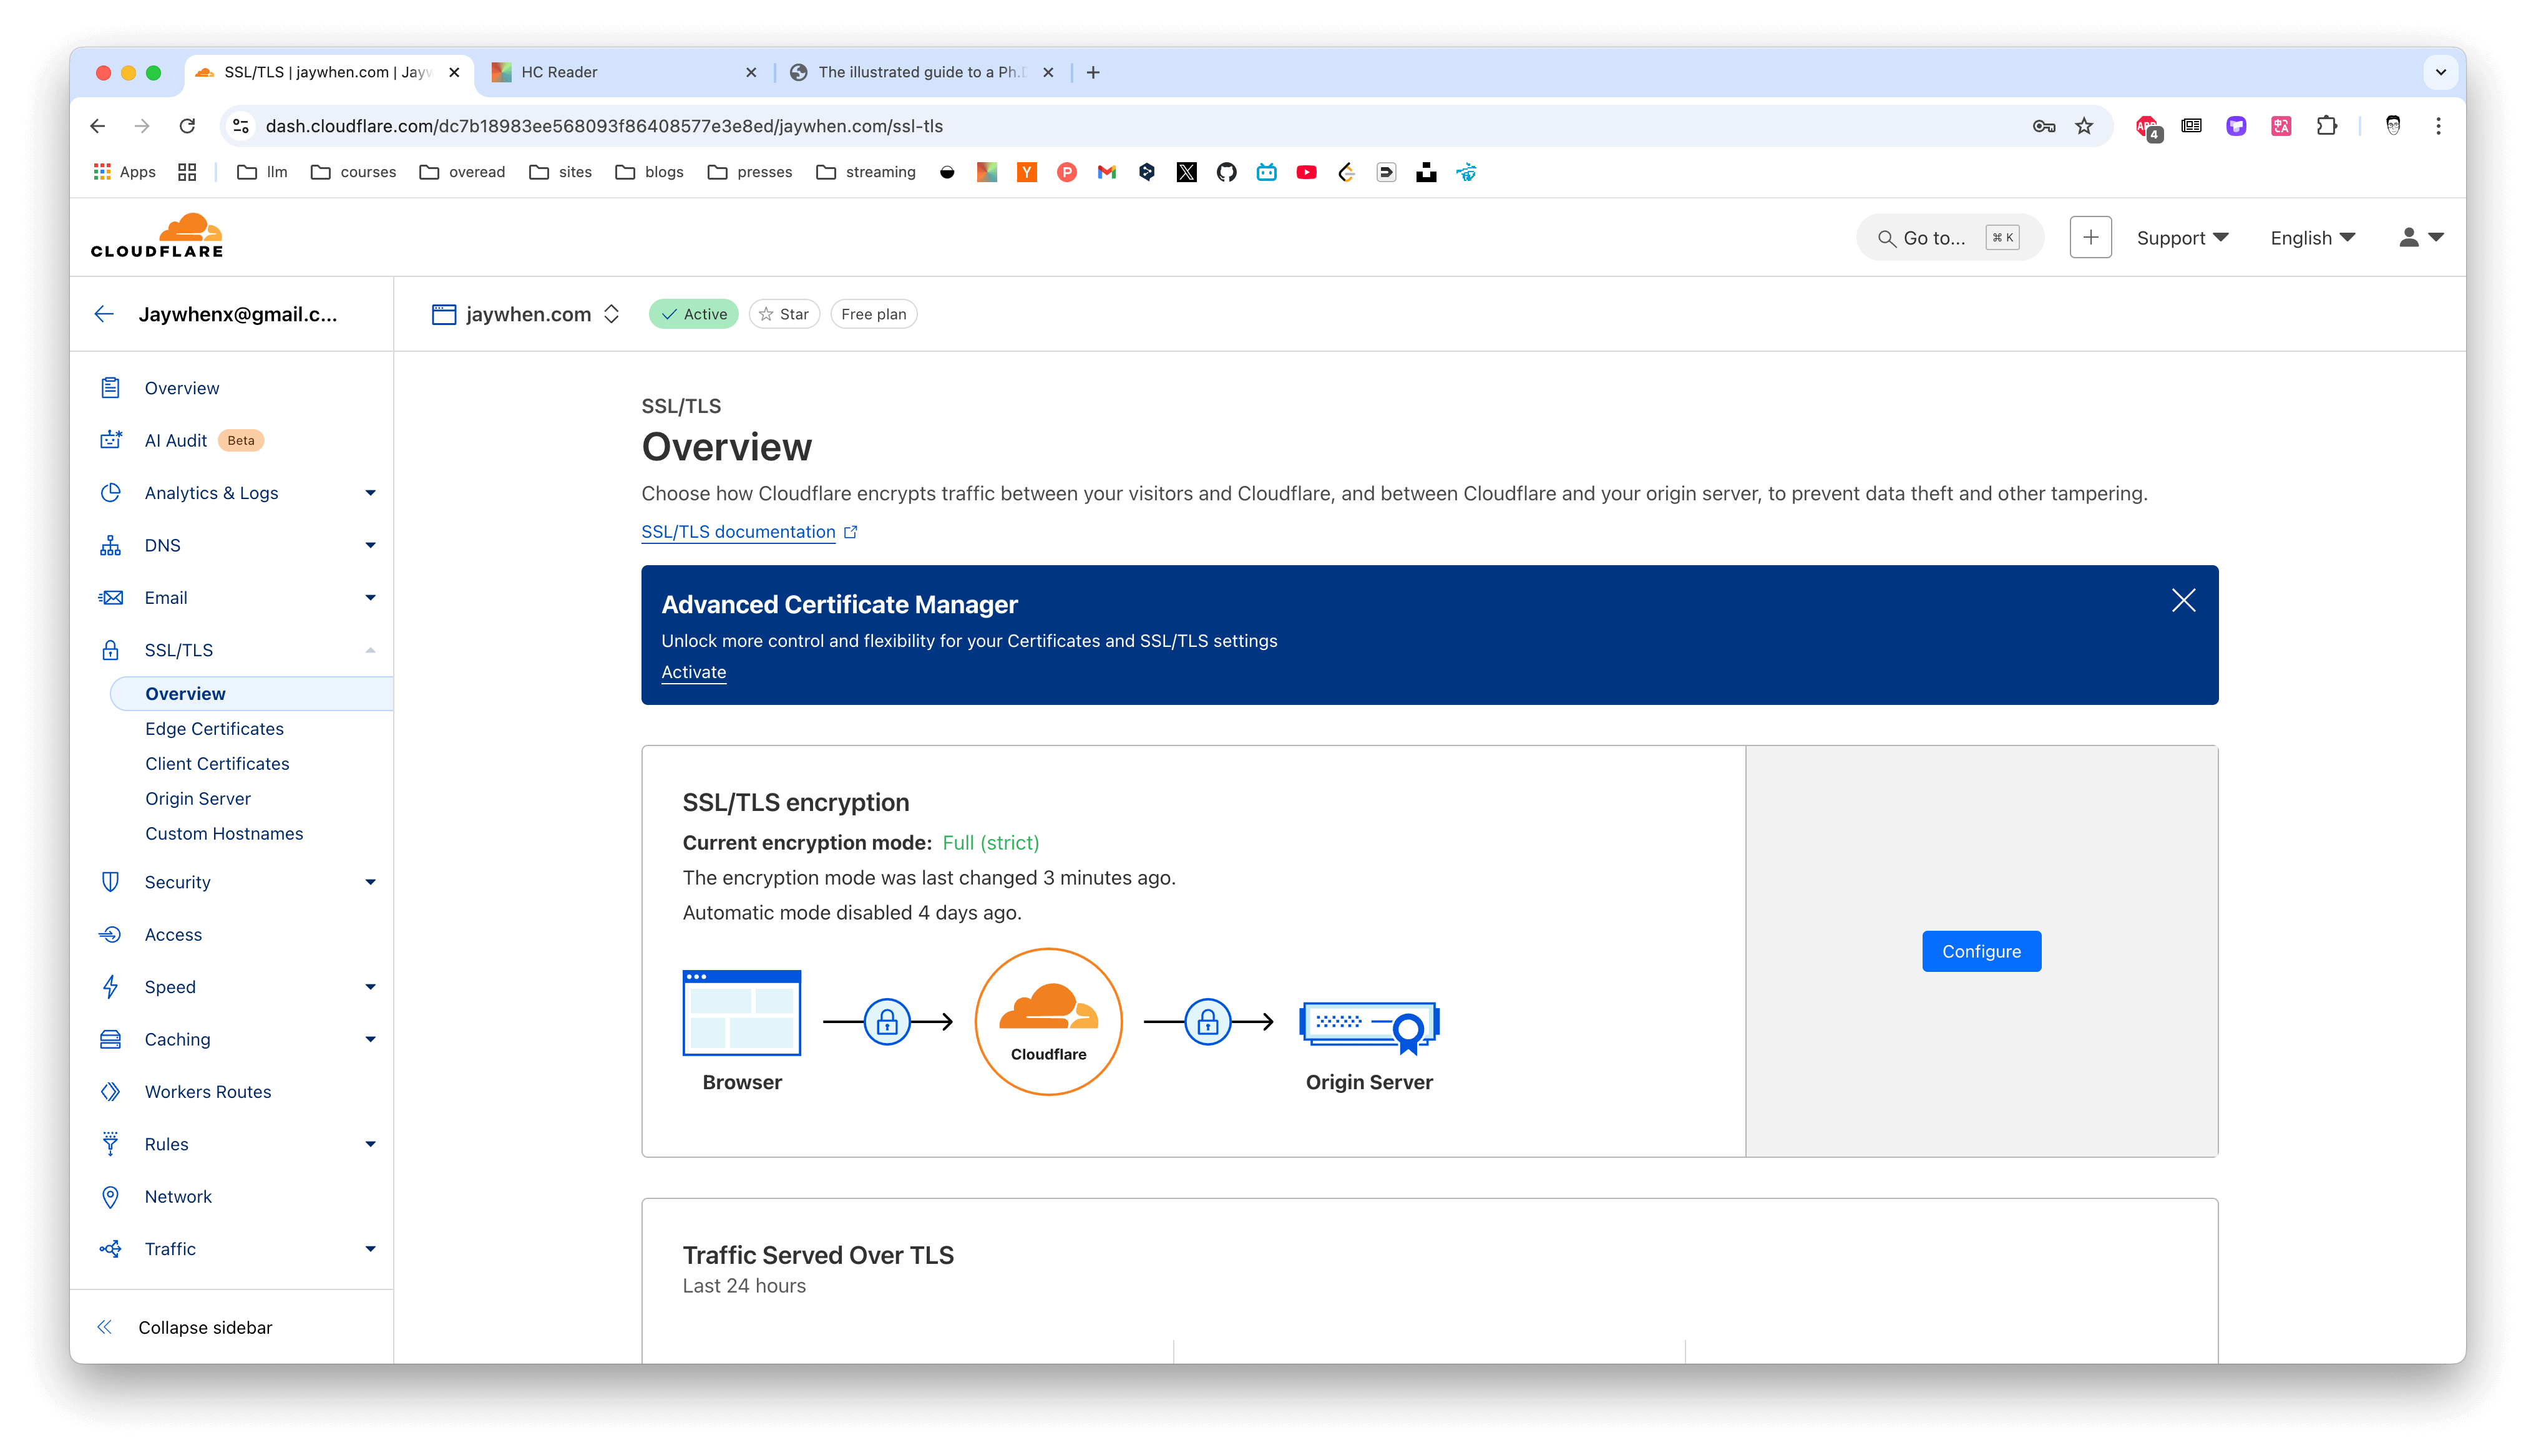 SSL/TLS | jaywhen.com | Jayw
HC Reader
The illustrated guide to a Ph.D
dash.cloudflare.com/dc7b18983ee568093f86408577e3e8ed/jaywhen.com/ssl-tls
4
Apps
llm
courses
overead
sites
blogs
presses
streaming
CLOUDFLARE
Go to...
⌘ K
Support
English
Jaywhenx@gmail.c...
jaywhen.com
Active
Star
Free plan
Overview
AI Audit
Beta
Analytics & Logs
DNS
Email
SSL/TLS
Overview
Edge Certificates
Client Certificates
Origin Server
Custom Hostnames
Security
Access
Speed
Caching
Workers Routes
Rules
Network
Traffic
Collapse sidebar
SSL/TLS
Overview
Choose how Cloudflare encrypts traffic between your visitors and Cloudflare, and between Cloudflare and your origin server, to prevent data theft and other tampering.
SSL/TLS documentation
Advanced Certificate Manager
Unlock more control and flexibility for your Certificates and SSL/TLS settings
Activate
SSL/TLS encryption
Current encryption mode: Full (strict)
The encryption mode was last changed 3 minutes ago.
Automatic mode disabled 4 days ago.
Cloudflare
Browser
Origin Server
Configure
Traffic Served Over TLS
Last 24 hours